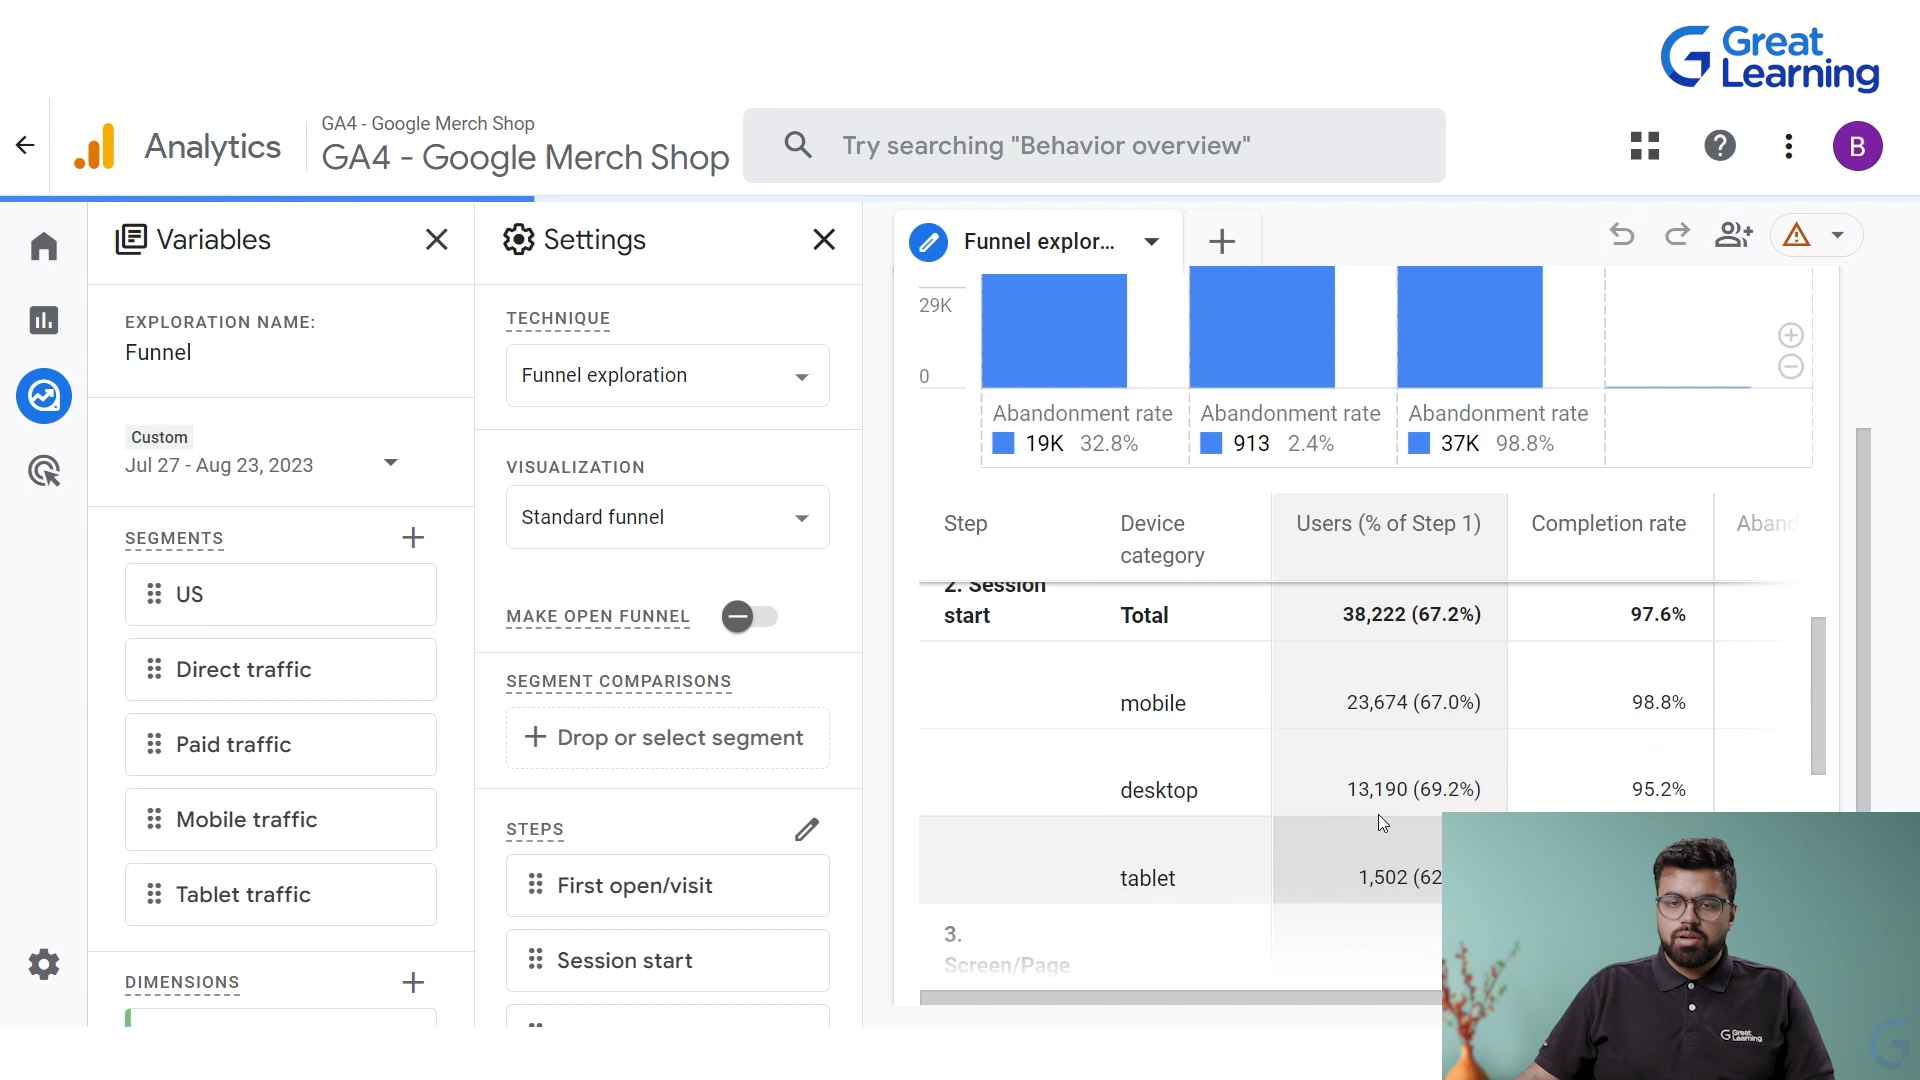 Great
Learning
Analytics
GA4 - Google Merch Shop
GA4 - Google Merch Shop
Try searching "Behavior overview"
B
Variables
EXPLORATION NAME:
Funnel
Custom
Jul 27 - Aug 23, 2023
SEGMENTS
US
Direct traffic
Paid traffic
Mobile traffic
Tablet traffic
DIMENSIONS
Settings
TECHNIQUE
Funnel exploration
VISUALIZATION
Standard funnel
MAKE OPEN FUNNEL
SEGMENT COMPARISONS
Drop or select segment
STEPS
First open/visit
Session start
Funnel explor...
29K
0
Abandonment rate
19K 32.8%
Abandonment rate
913 2.4%
Abandonment rate
37K 98.8%
Step
Device
category
Users (% of Step 1)
Completion rate
Aband
2. Session
start
Total
38,222 (67.2%)
97.6%
mobile
23,674 (67.0%)
98.8%
desktop
13,190 (69.2%)
95.2%
tablet
1,502 (62
3.
Screen/Page
Great
Learning